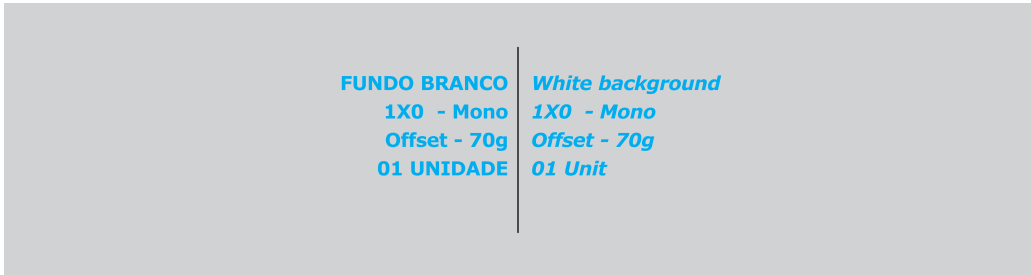 FUNDO BRANCO
1X0  - Mono
Offset - 70g
01 UNIDADE
White background
1X0  - Mono
Offset - 70g
01 Unit